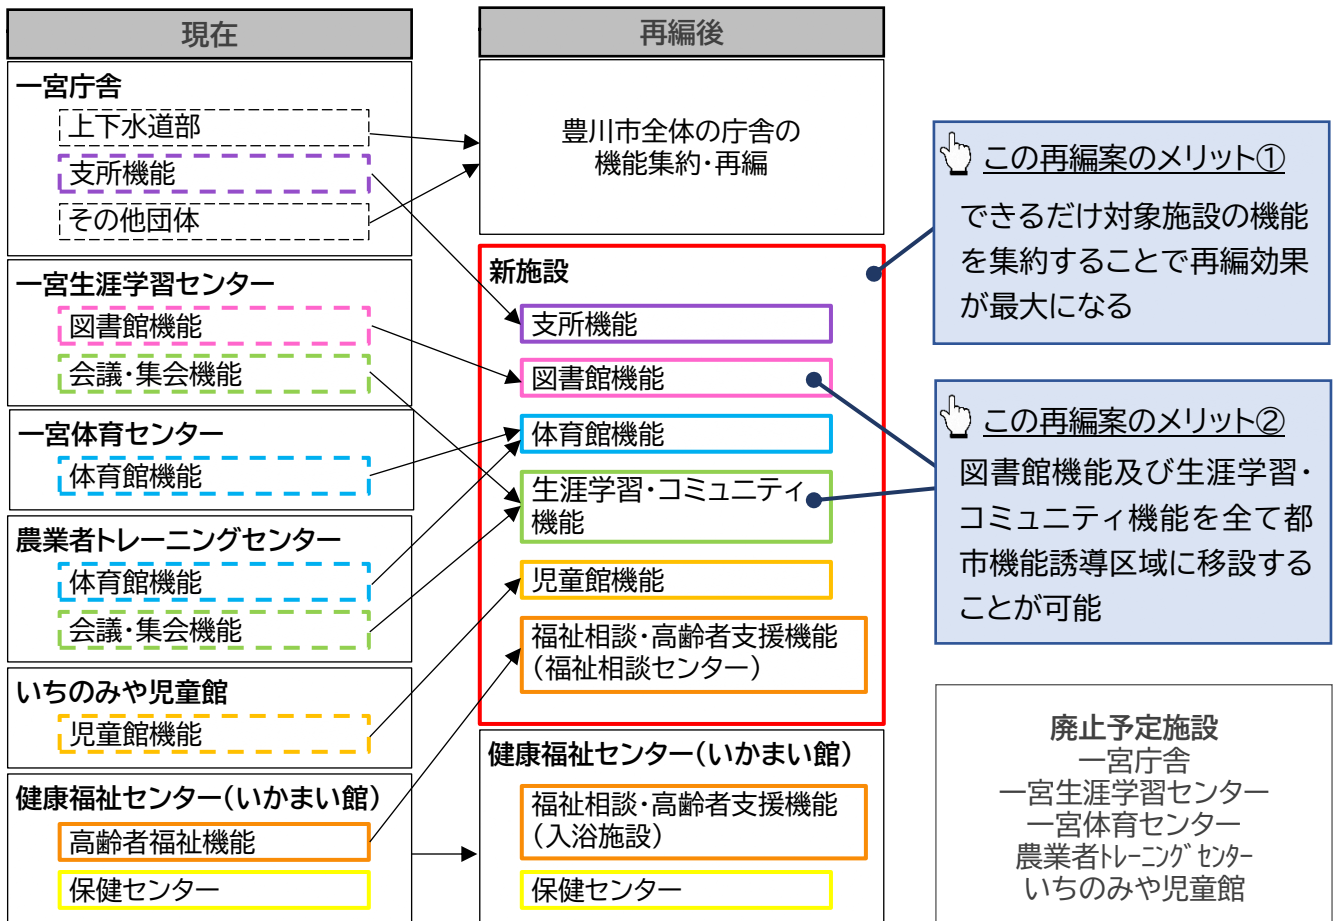 現在
一宮庁舎
上下水道部
支所機能
その他団体
一宮生涯学習センター
図書館機能
会議・集会機能
一宮体育センター
体育館機能
農業者トレーニングセンター
体育館機能
会議・集会機能
いちのみや児童館
児童館機能
健康福祉センター(いかまい館)
高齢者福祉機能
保健センター
再編後
豊川市全体の庁舎の
機能集約・再編
新施設
支所機能
図書館機能
体育館機能
生涯学習・コミュニティ
機能
児童館機能
福祉相談・高齢者支援機能
(福祉相談センター)
健康福祉センター(いかまい館)
福祉相談・高齢者支援機能
(入浴施設)
保健センター
この再編案のメリット①
できるだけ対象施設の機能
を集約することで再編効果
が最大になる
この再編案のメリット②
図書館機能及び生涯学習・
コミュニティ機能を全て都
市機能誘導区域に移設する
ことが可能
廃止予定施設
一宮庁舎
一宮生涯学習センター
一宮体育センター
農業者ﾄﾚｰﾆﾝｸﾞｾﾝﾀｰ
いちのみや児童館